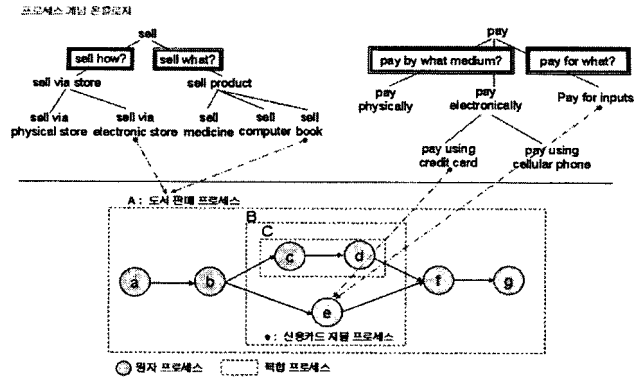 프로세스 개념 온톨로지
sell
pay
sell how?
sell what?
pay by what medium?
pay for what?
sell via store
sell product
pay
physically
pay
electronically
Pay for inputs
sell via
physical store
sell via
electronic store
sell
medicine
sell
computer
sell
book
pay using
credit card
pay using
cellular phone
A : 도서 판매 프로세스
B
C
a
b
c
d
e
f
g
e : 신용카드 지불 프로세스
원자 프로세스
복합 프로세스